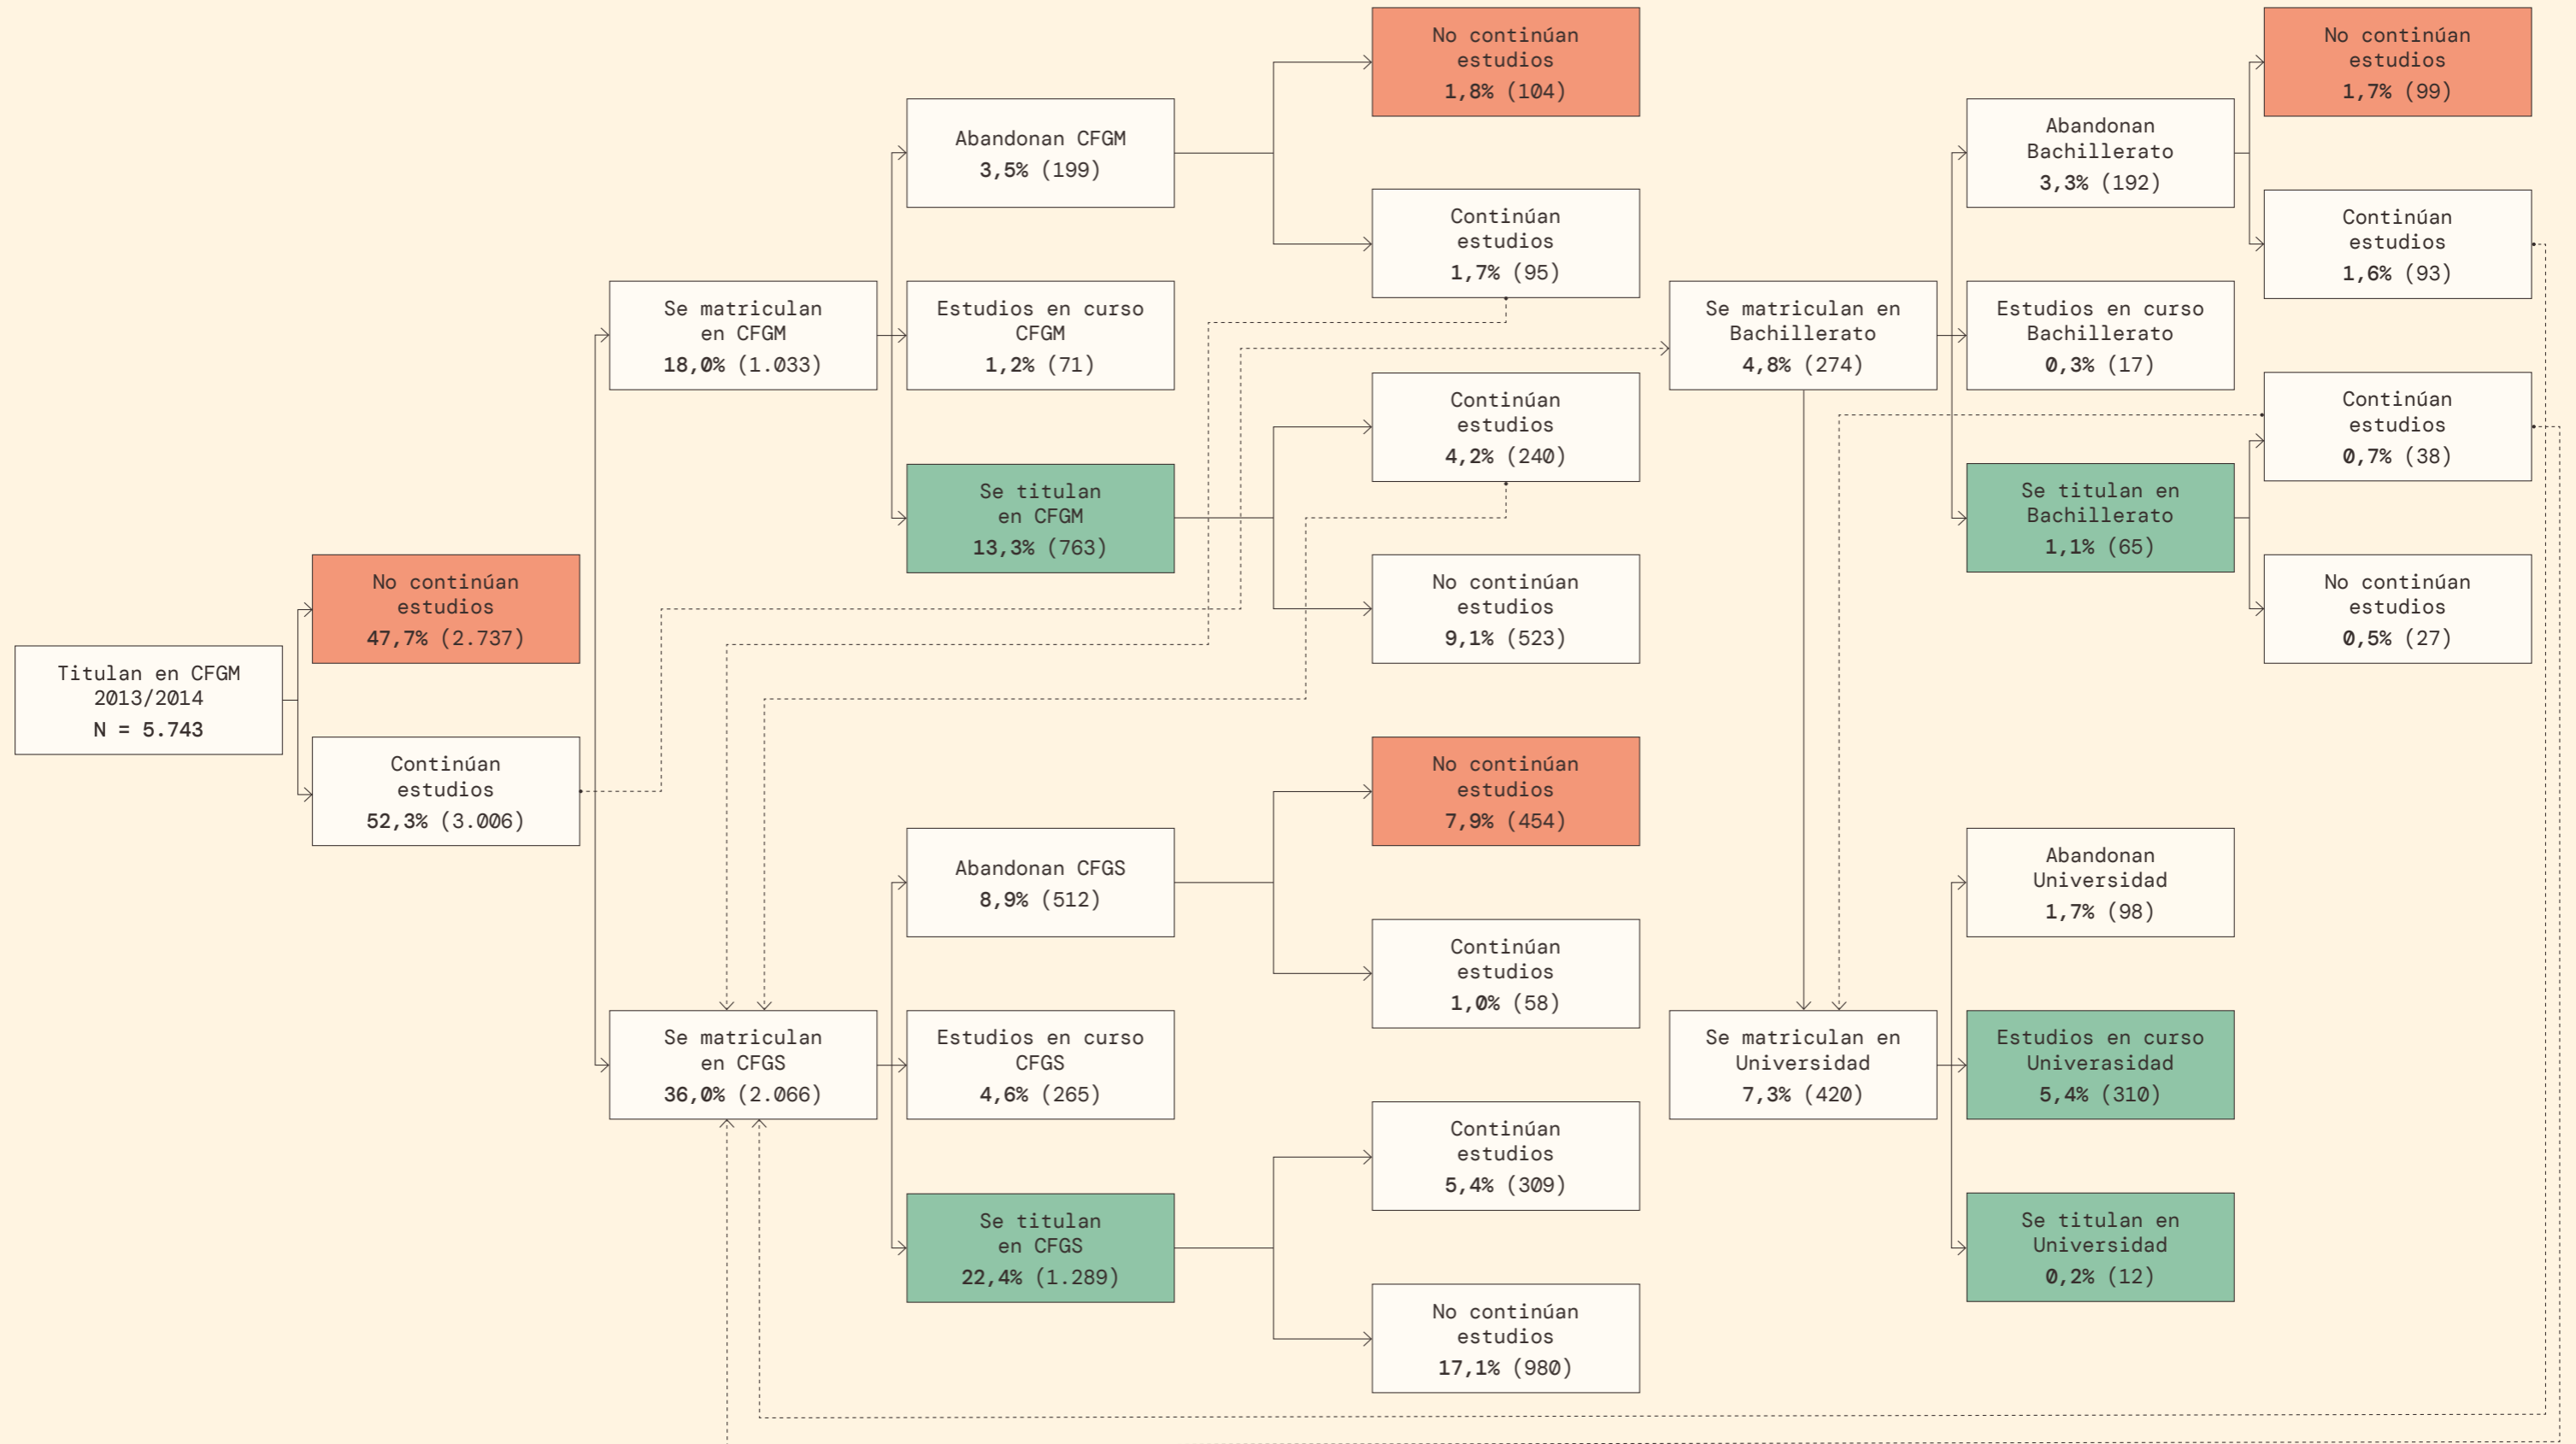 Titulan en CFGM
2013/2014
N = 5.743
No continúan
estudios
47,7% (2.737)
Continúan
estudios
52,3% (3.006)
Se matriculan
en CFGM
18,0% (1.033)
Se matriculan
en CFGS
36,0% (2.066)
Abandonan CFGM
3,5% (199)
Estudios en curso
CFGM
1,2% (71)
Se titulan
en CFGM
13,3% (763)
Abandonan CFGS
8,9% (512)
Estudios en curso
CFGS
4,6% (265)
Se titulan
en CFGS
22,4% (1.289)
No continúan
estudios
1,8% (104)
Continúan
estudios
1,7% (95)
Continúan
estudios
4,2% (240)
No continúan
estudios
9,1% (523)
No continúan
estudios
7,9% (454)
Continúan
estudios
1,0% (58)
Continúan
estudios
5,4% (309)
No continúan
estudios
17,1% (980)
Se matriculan en
Bachillerato
4,8% (274)
Se matriculan en
Universidad
7,3% (420)
Abandonan
Bachillerato
3,3% (192)
Estudios en curso
Bachillerato
0,3% (17)
Se titulan en
Bachillerato
1,1% (65)
Abandonan
Universidad
1,7% (98)
Estudios en curso
Univerasidad
5,4% (310)
Se titulan en
Universidad
0,2% (12)
No continúan
estudios
1,7% (99)
Continúan
estudios
1,6% (93)
Continúan
estudios
0,7% (38)
No continúan
estudios
0,5% (27)